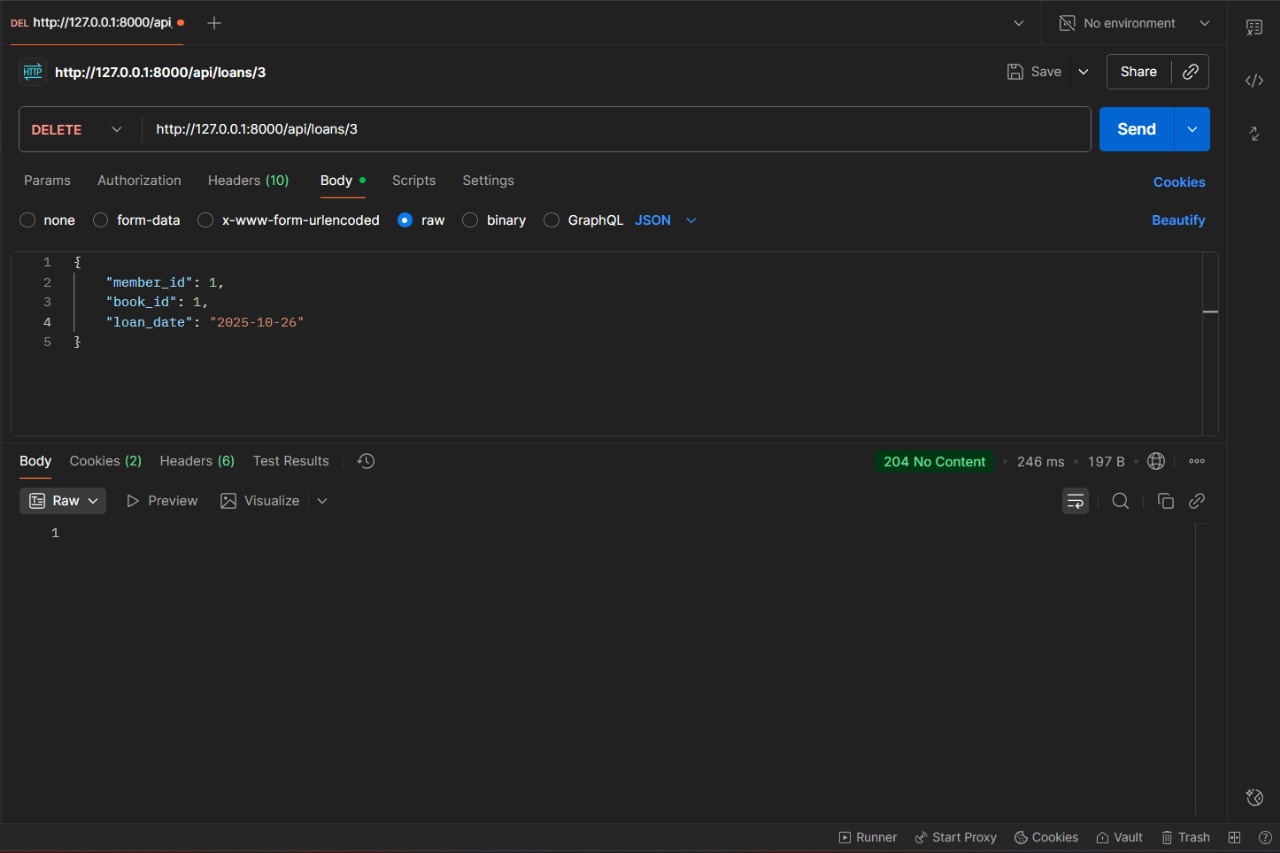 DEL http://127.0.0.1:8000/api, No environment
HTTP http://127.0.0.1:8000/api/loans/3 Save Share
DELETE http://127.0.0.1:8000/api/loans/3 Send
Params Authorization Headers (10) Body Scripts Settings Cookies
none form-data x-www-form-urlencoded raw binary GraphQL JSON Beautify
1 {
2 "member_id": 1,
3 "book_id": 1,
4 "loan_date": "2025-10-26"
5 }
Body Cookies (2) Headers (6) Test Results 204 No Content 246 ms 197 B
Raw Preview Visualize
1
Runner Start Proxy Cookies Vault Trash